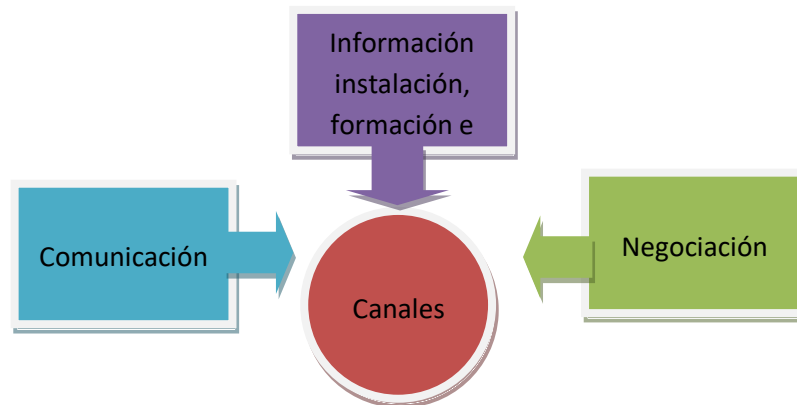 Información
instalación,
formación e
Comunicación
Negociación
Canales